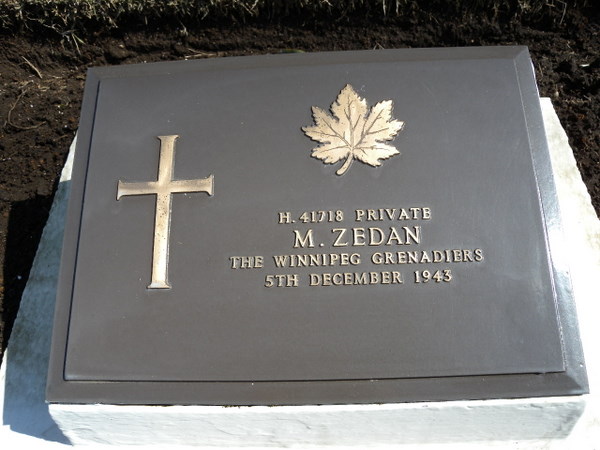 H. 41718 PRIVATE
M. ZEDAN
THE WINNIPEG GRENADIERS
5TH DECEMBER 1943